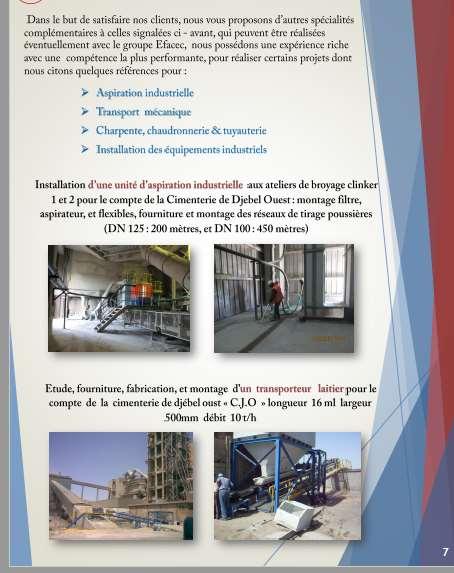 Dans le but de satisfaire nos clients, nous vous proposons d'autres spécialités
complémentaires à celles signalées ci - avant, qui peuvent être réalisées
éventuellement avec le groupe Efacec, nous possédons une expérience riche
avec une compétence la plus performante, pour réaliser certains projets dont
nous citons quelques références pour :
➤ Aspiration industrielle
➤ Transport mécanique
➤ Charpente, chaudronnerie & tuyauterie
➤ Installation des équipements industriels
Installation d'une unité d'aspiration industrielle aux ateliers de broyage clinker
1 et 2 pour le compte de la Cimenterie de Djebel Ouest : montage filtre,
aspirateur, et flexibles, fourniture et montage des réseaux de tirage poussières
(DN 125 : 200 mètres, et DN 100 : 450 mètres)
Etude, fourniture, fabrication, et montage d'un transporteur laitier pour le
compte de la cimenterie de djébel oust « C.J.O » longueur 16 ml largeur
500mm débit 10 t/h
7